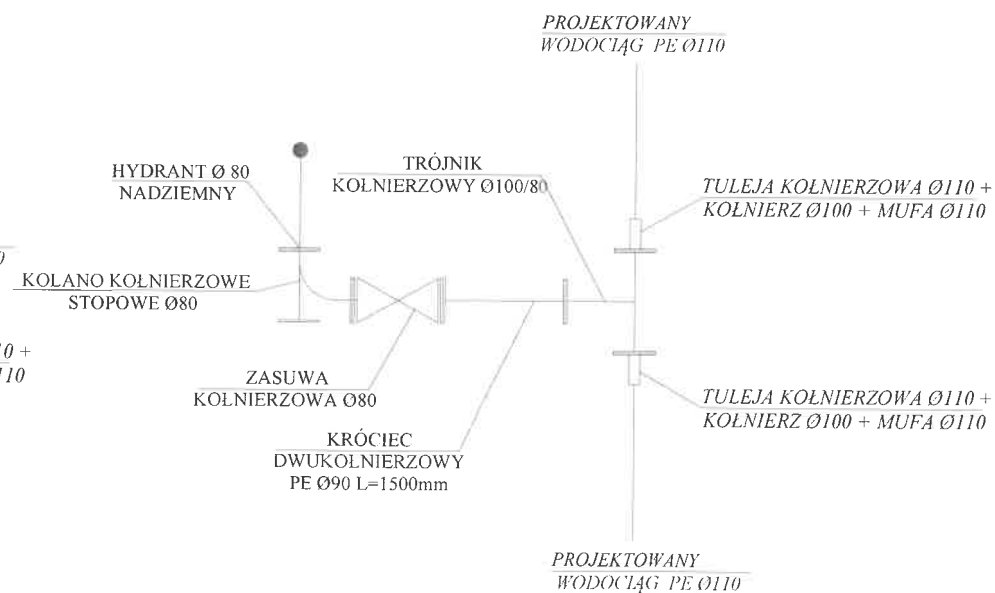 PROJEKTOWANY
WODOCIĄG PE Ø110
HYDRANT Ø 80
NADZIEMNY
TRÓJNIK
KOŁNIERZOWY Ø100/80
TULEJA KOŁNIERZOWA Ø110 +
KOŁNIERZ Ø100 + MUFA Ø110
KOLANO KOŁNIERZOWE
STOPOWE Ø80
0 +
110
ZASUWA
KOŁNIERZOWA Ø80
TULEJA KOŁNIERZOWA Ø110 +
KOŁNIERZ Ø100 + MUFA Ø110
KRÓCIEC
DWUKOŁNIERZOWY
PE Ø90 L=1500mm
PROJEKTOWANY
WODOCIĄG PE Ø110